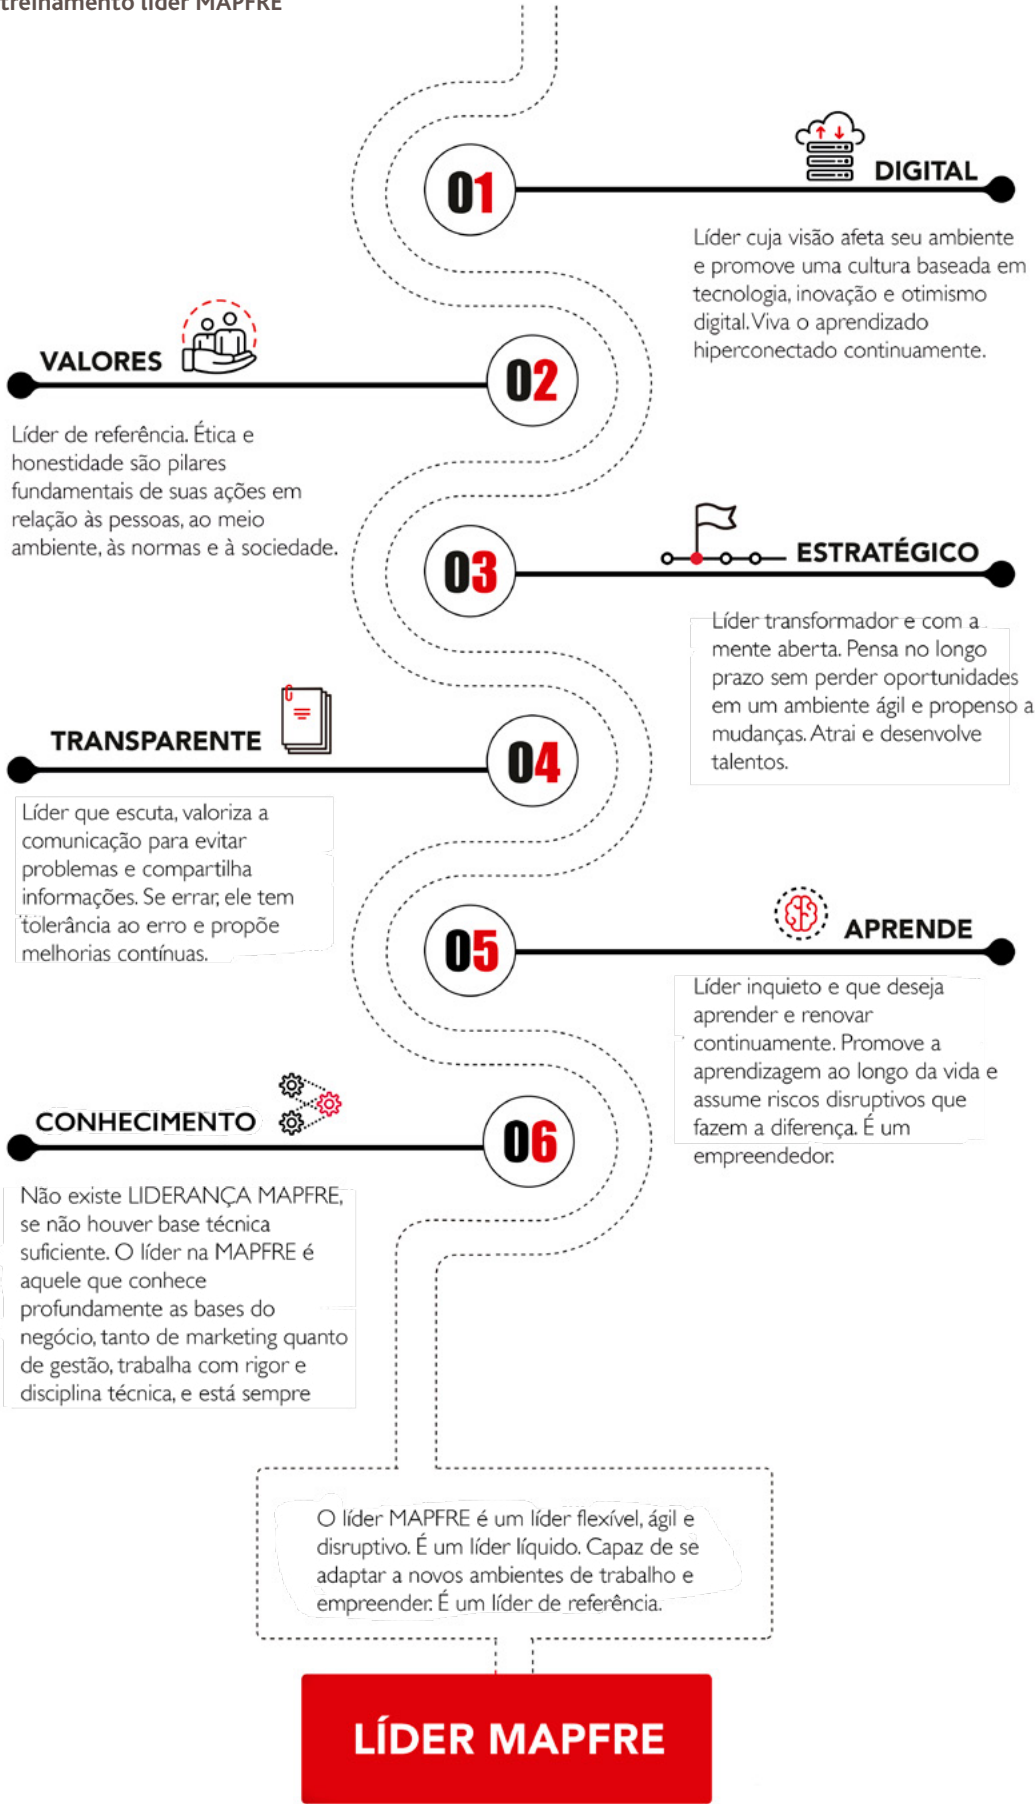 treinamento líder MAPFRE
01
DIGITAL
Líder cuja visão afeta seu ambiente
e promove uma cultura baseada em
tecnologia, inovação e otimismo
digital. Viva o aprendizado
hiperconectado continuamente.
VALORES
02
Líder de referência. Ética e
honestidade são pilares
fundamentais de suas ações em
relação às pessoas, ao meio
ambiente, às normas e à sociedade.
03
ESTRATÉGICO
Líder transformador e com a
mente aberta. Pensa no longo
prazo sem perder oportunidades
em um ambiente ágil e propenso a
mudanças. Atrai e desenvolve
talentos.
TRANSPARENTE
04
Líder que escuta, valoriza a
comunicação para evitar
problemas e compartilha
informações. Se errar, ele tem
tolerância ao erro e propõe
melhorias contínuas.
05
APRENDE
Líder inquieto e que deseja
aprender e renovar
continuamente. Promove a
aprendizagem ao longo da vida e
assume riscos disruptivos que
fazem a diferença. É um
empreendedor.
CONHECIMENTO
06
Não existe LIDERANÇA MAPFRE,
se não houver base técnica
suficiente. O líder na MAPFRE é
aquele que conhece
profundamente as bases do
negócio, tanto de marketing quanto
de gestão, trabalha com rigor e
disciplina técnica, e está sempre
O líder MAPFRE é um líder flexível, ágil e
disruptivo. É um líder líquido. Capaz de se
adaptar a novos ambientes de trabalho e
empreender. É um líder de referência.
LÍDER MAPFRE